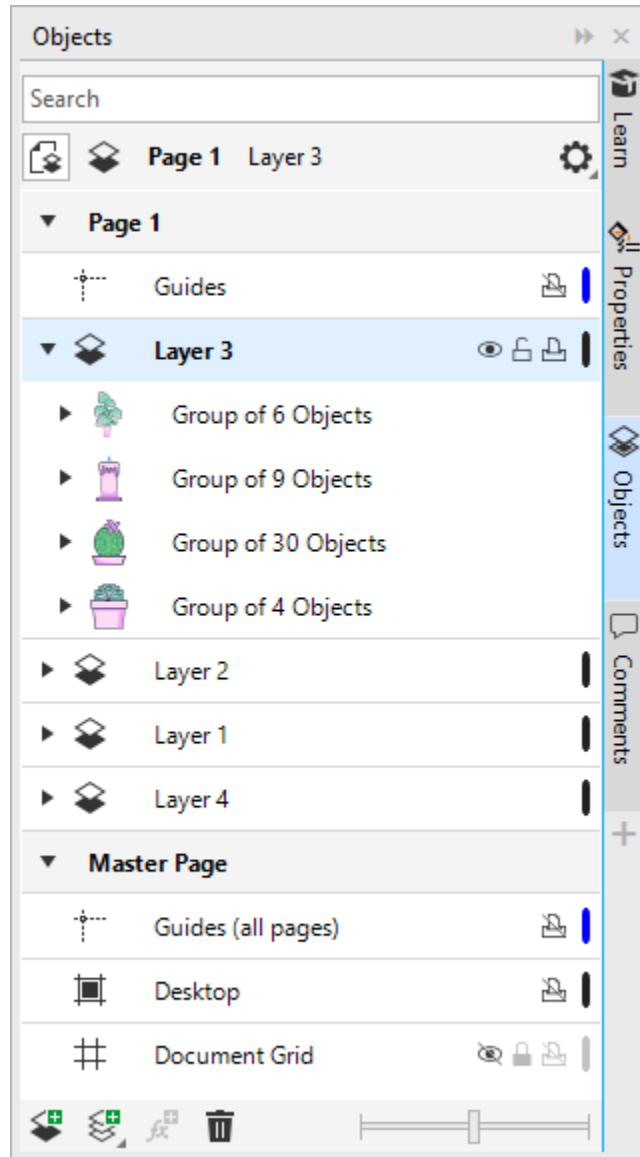 Objects
Search
Page 1 Layer 3
Page 1
Guides
Layer 3
Group of 6 Objects
Group of 9 Objects
Group of 30 Objects
Group of 4 Objects
Layer 2
Layer 1
Layer 4
Master Page
Guides (all pages)
Desktop
Document Grid
fx
Learn
Properties
Objects
Comments